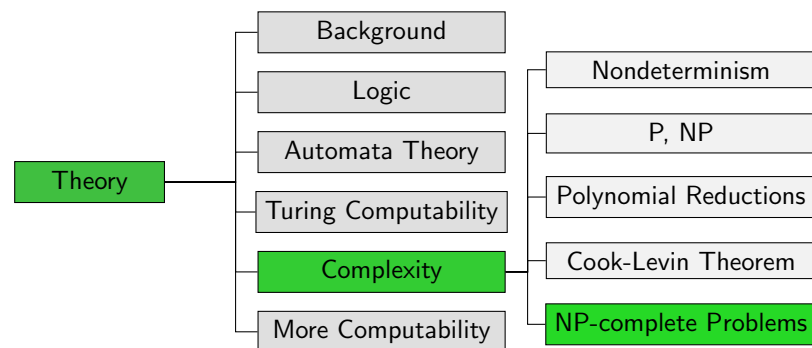 Theory
Background
Logic
Automata Theory
Turing Computability
Complexity
More Computability
Nondeterminism
P, NP
Polynomial Reductions
Cook-Levin Theorem
NP-complete Problems